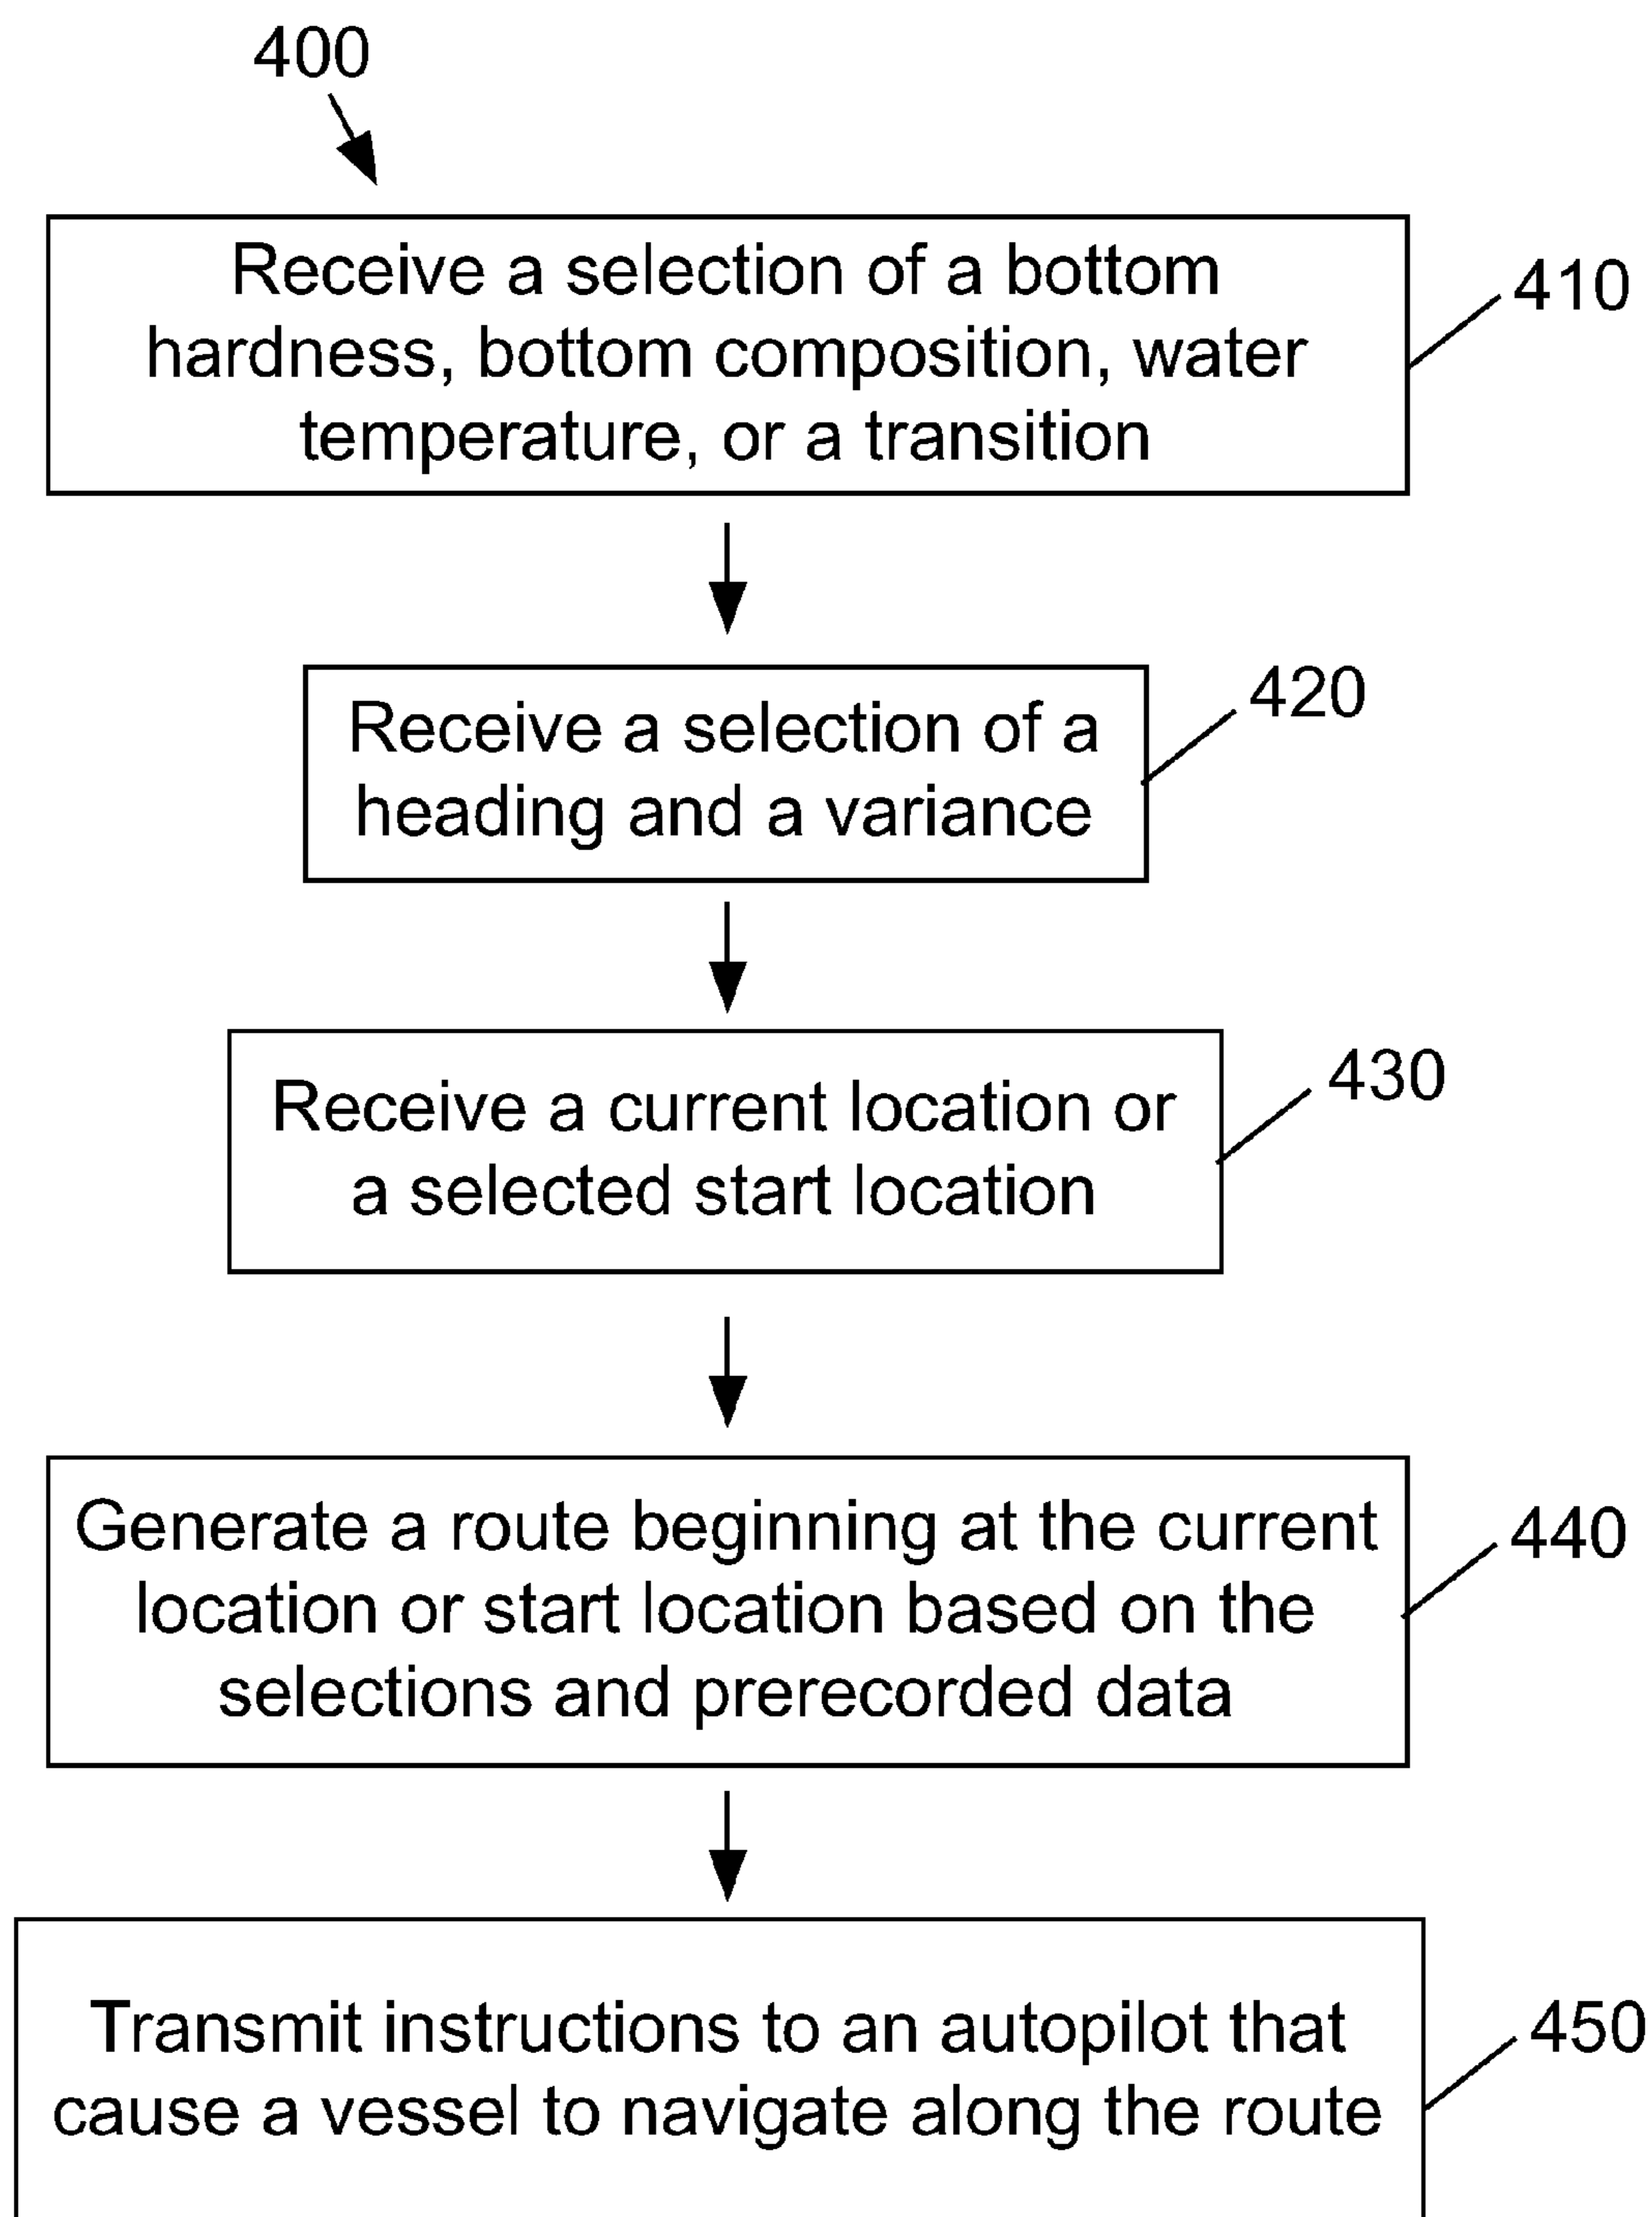 400
Receive a selection of a bottom
hardness, bottom composition, water
temperature, or a transition
410
Receive a selection of a
heading and a variance
420
Receive a current location or
a selected start location
430
Generate a route beginning at the current
location or start location based on the
selections and prerecorded data
440
Transmit instructions to an autopilot that
cause a vessel to navigate along the route
450